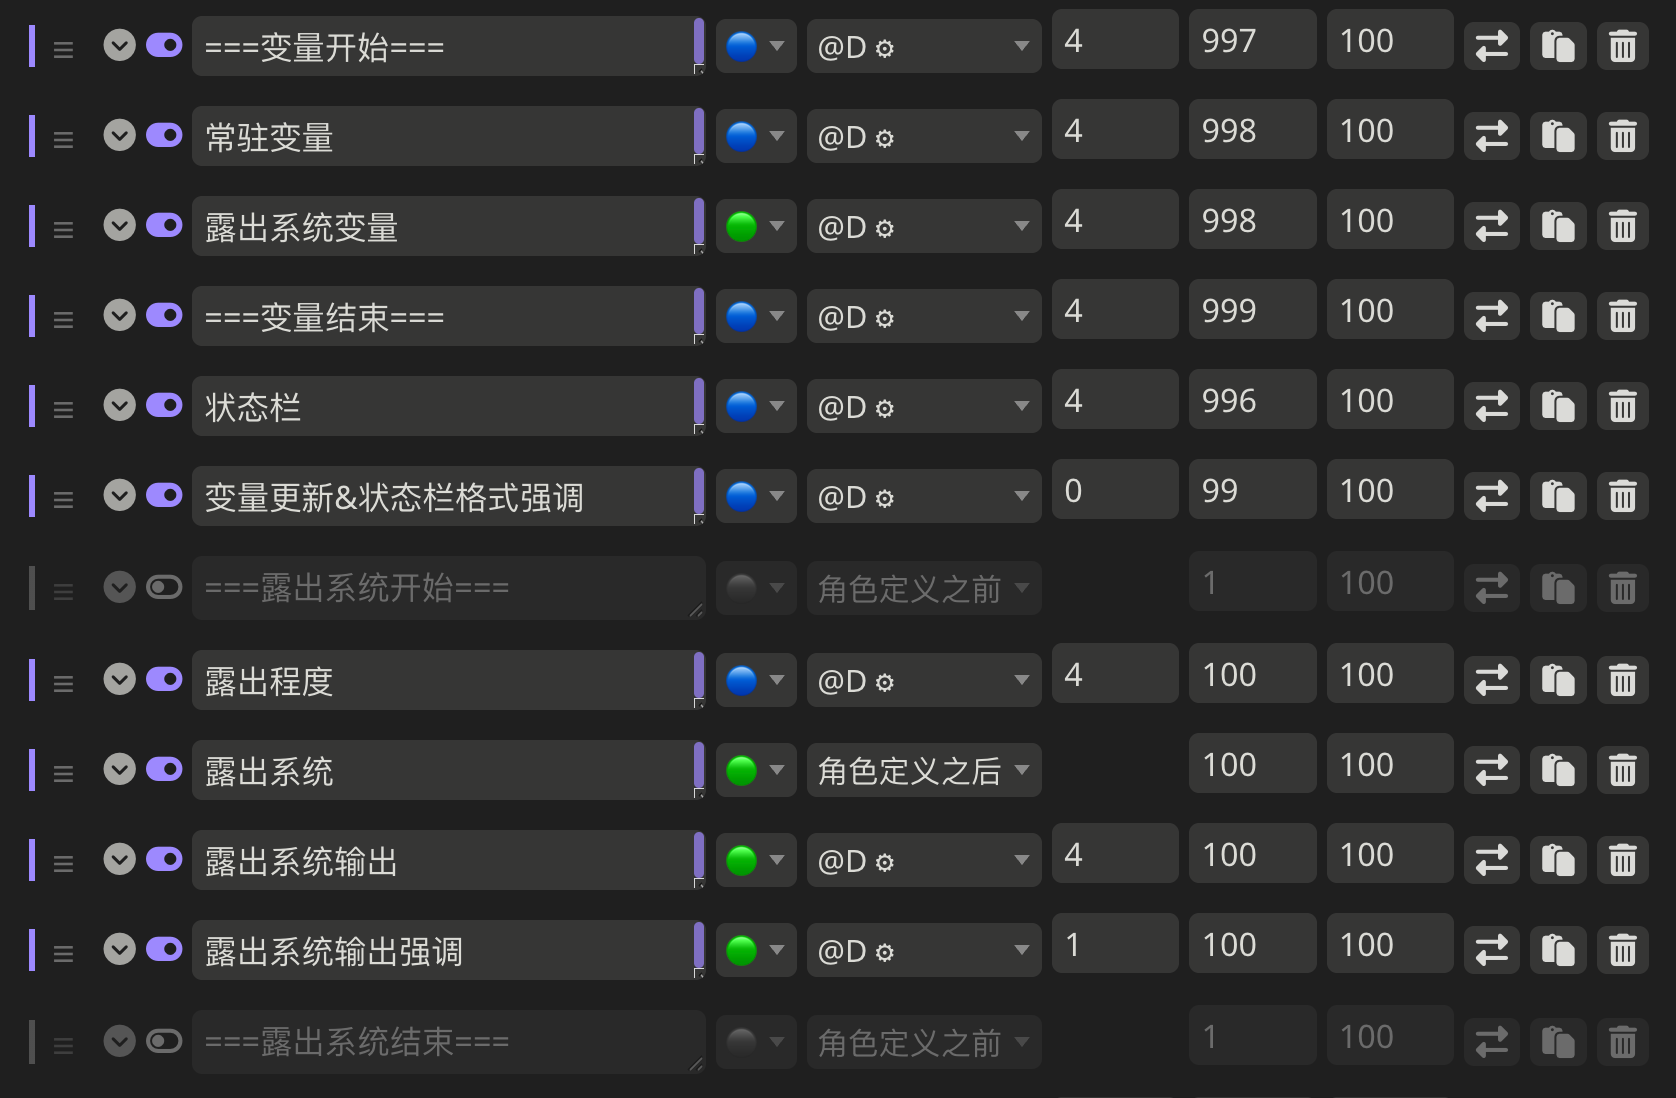 ===变量开始=== @D ⚙ 4 997 100
常驻变量 @D ⚙ 4 998 100
露出系统变量 @D ⚙ 4 998 100
===变量结束=== @D ⚙ 4 999 100
状态栏 @D ⚙ 4 996 100
变量更新&状态栏格式强调 @D ⚙ 0 99 100
===露出系统开始=== 角色定义之前 1 100
露出程度 @D ⚙ 4 100 100
露出系统 角色定义之后 100 100
露出系统输出 @D ⚙ 4 100 100
露出系统输出强调 @D ⚙ 1 100 100
===露出系统结束=== 角色定义之前 1 100